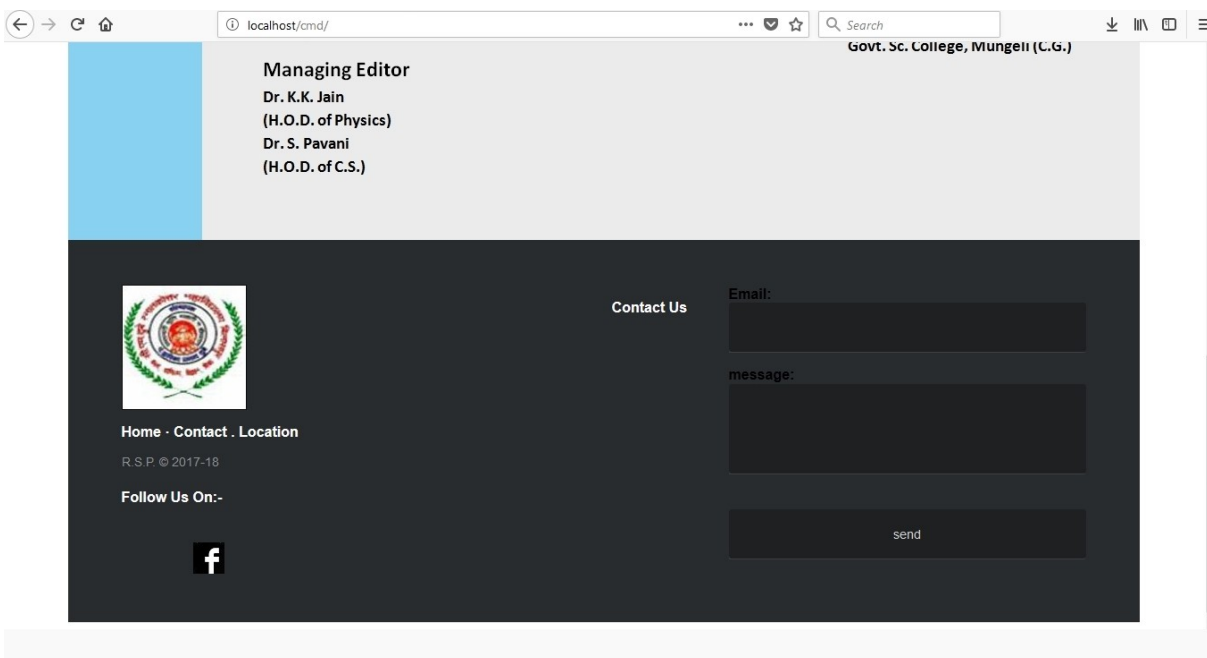 localhost/cmd/
Search
Govt. Sc. College, Mungeli (C.G.)
Managing Editor
Dr. K.K. Jain
(H.O.D. of Physics)
Dr. S. Pavani
(H.O.D. of C.S.)
Contact Us
Email:
message:
send
Home · Contact . Location
R.S.P. © 2017-18
Follow Us On:-
f